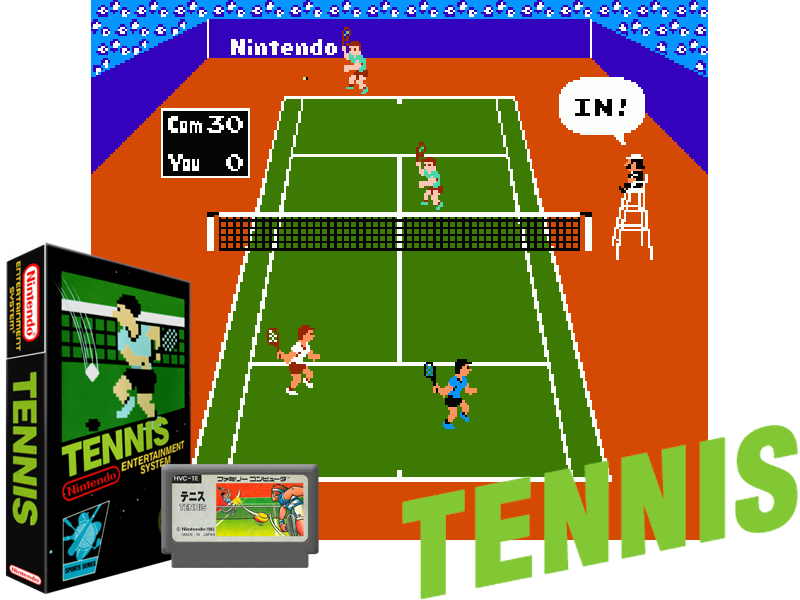 Nintendo
Com 30
You 0
IN!
Nintendo
ENTERTAINMENT
SYSTEM
TENNIS
TENNIS
Nintendo
ENTERTAINMENT
SYSTEM
SPORTS SERIES
Nintendo
HVC-TE
ファミリー コンピュータ
テニス
TENNIS
© Nintendo 1983
MADE IN JAPAN
TENNIS